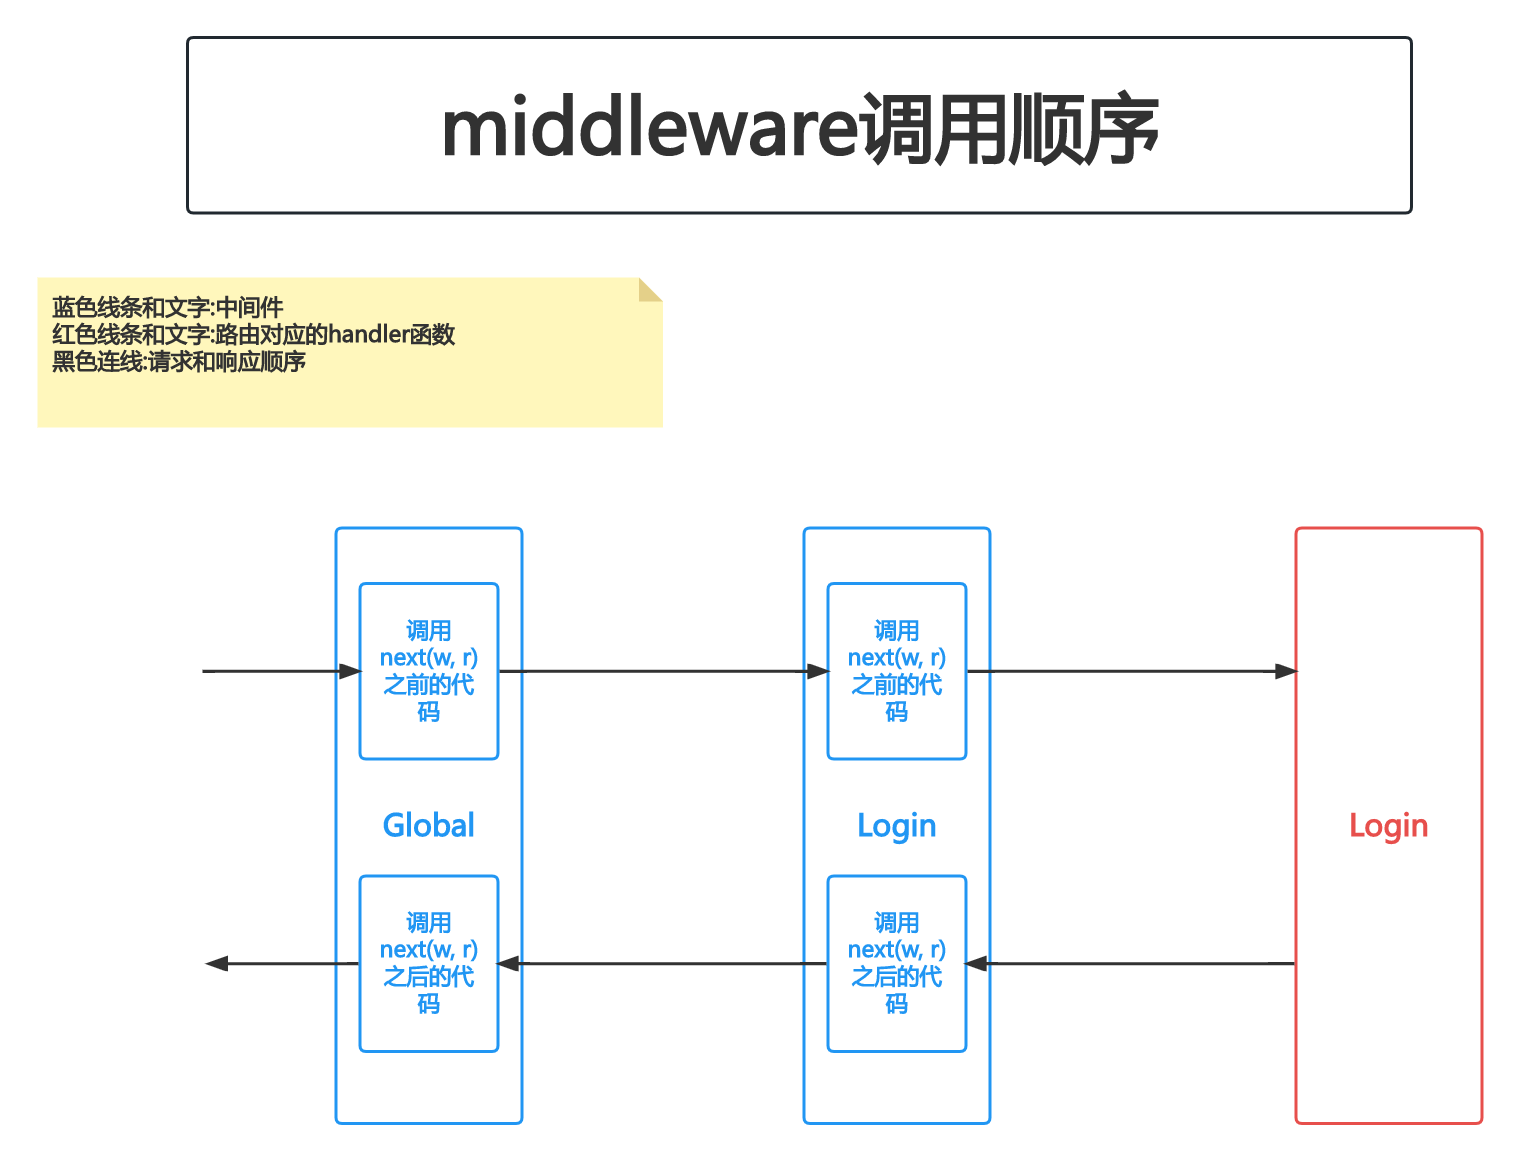 middleware调用顺序
蓝色线条和文字:中间件
红色线条和文字:路由对应的handler函数
黑色连线:请求和响应顺序
调用
next(w, r)
之前的代
码
调用
next(w, r)
之前的代
码
Global
Login
Login
调用
next(w, r)
之后的代
码
调用
next(w, r)
之后的代
码